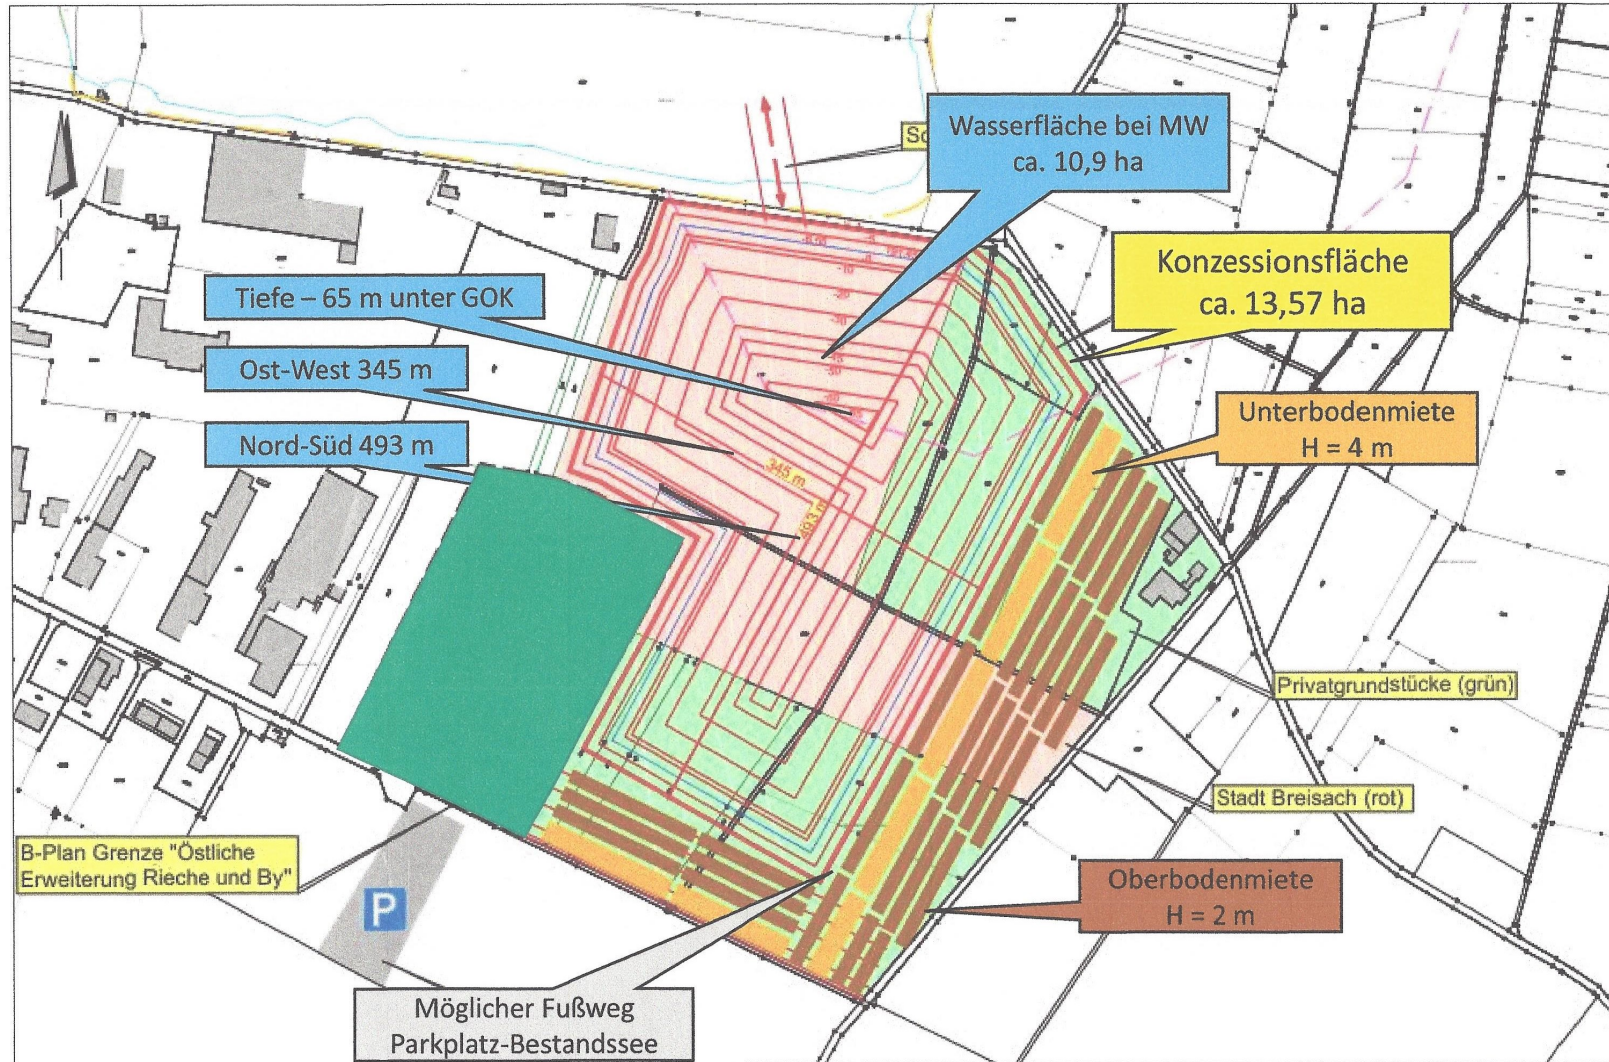 Wasserfläche bei MW
ca. 10,9 ha
Konzessionsfläche
ca. 13,57 ha
Tiefe – 65 m unter GOK
Ost-West 345 m
Nord-Süd 493 m
345 m
493 m
Unterbodenmiete
H = 4 m
Privatgrundstücke (grün)
Stadt Breisach (rot)
B-Plan Grenze "Östliche
Erweiterung Rieche und By"
P
Oberbodenmiete
H = 2 m
Möglicher Fußweg
Parkplatz-Bestandssee